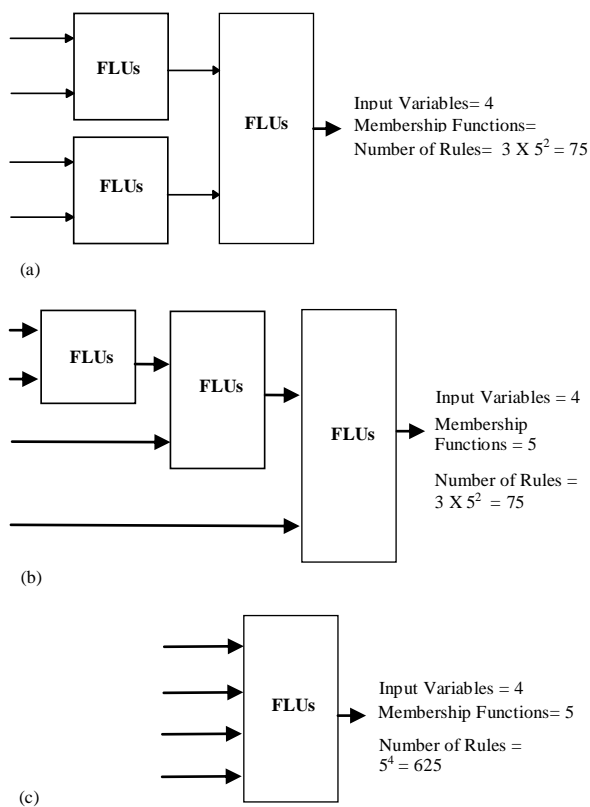 FLUs
FLUs
FLUs
Input Variables= 4
Membership Functions=
Number of Rules= 3 X 5² = 75
(a)
FLUs
FLUs
FLUs
Input Variables = 4
Membership
Functions = 5
Number of Rules =
3 X 5² = 75
(b)
FLUs
Input Variables = 4
Membership Functions= 5
Number of Rules =
5⁴ = 625
(c)